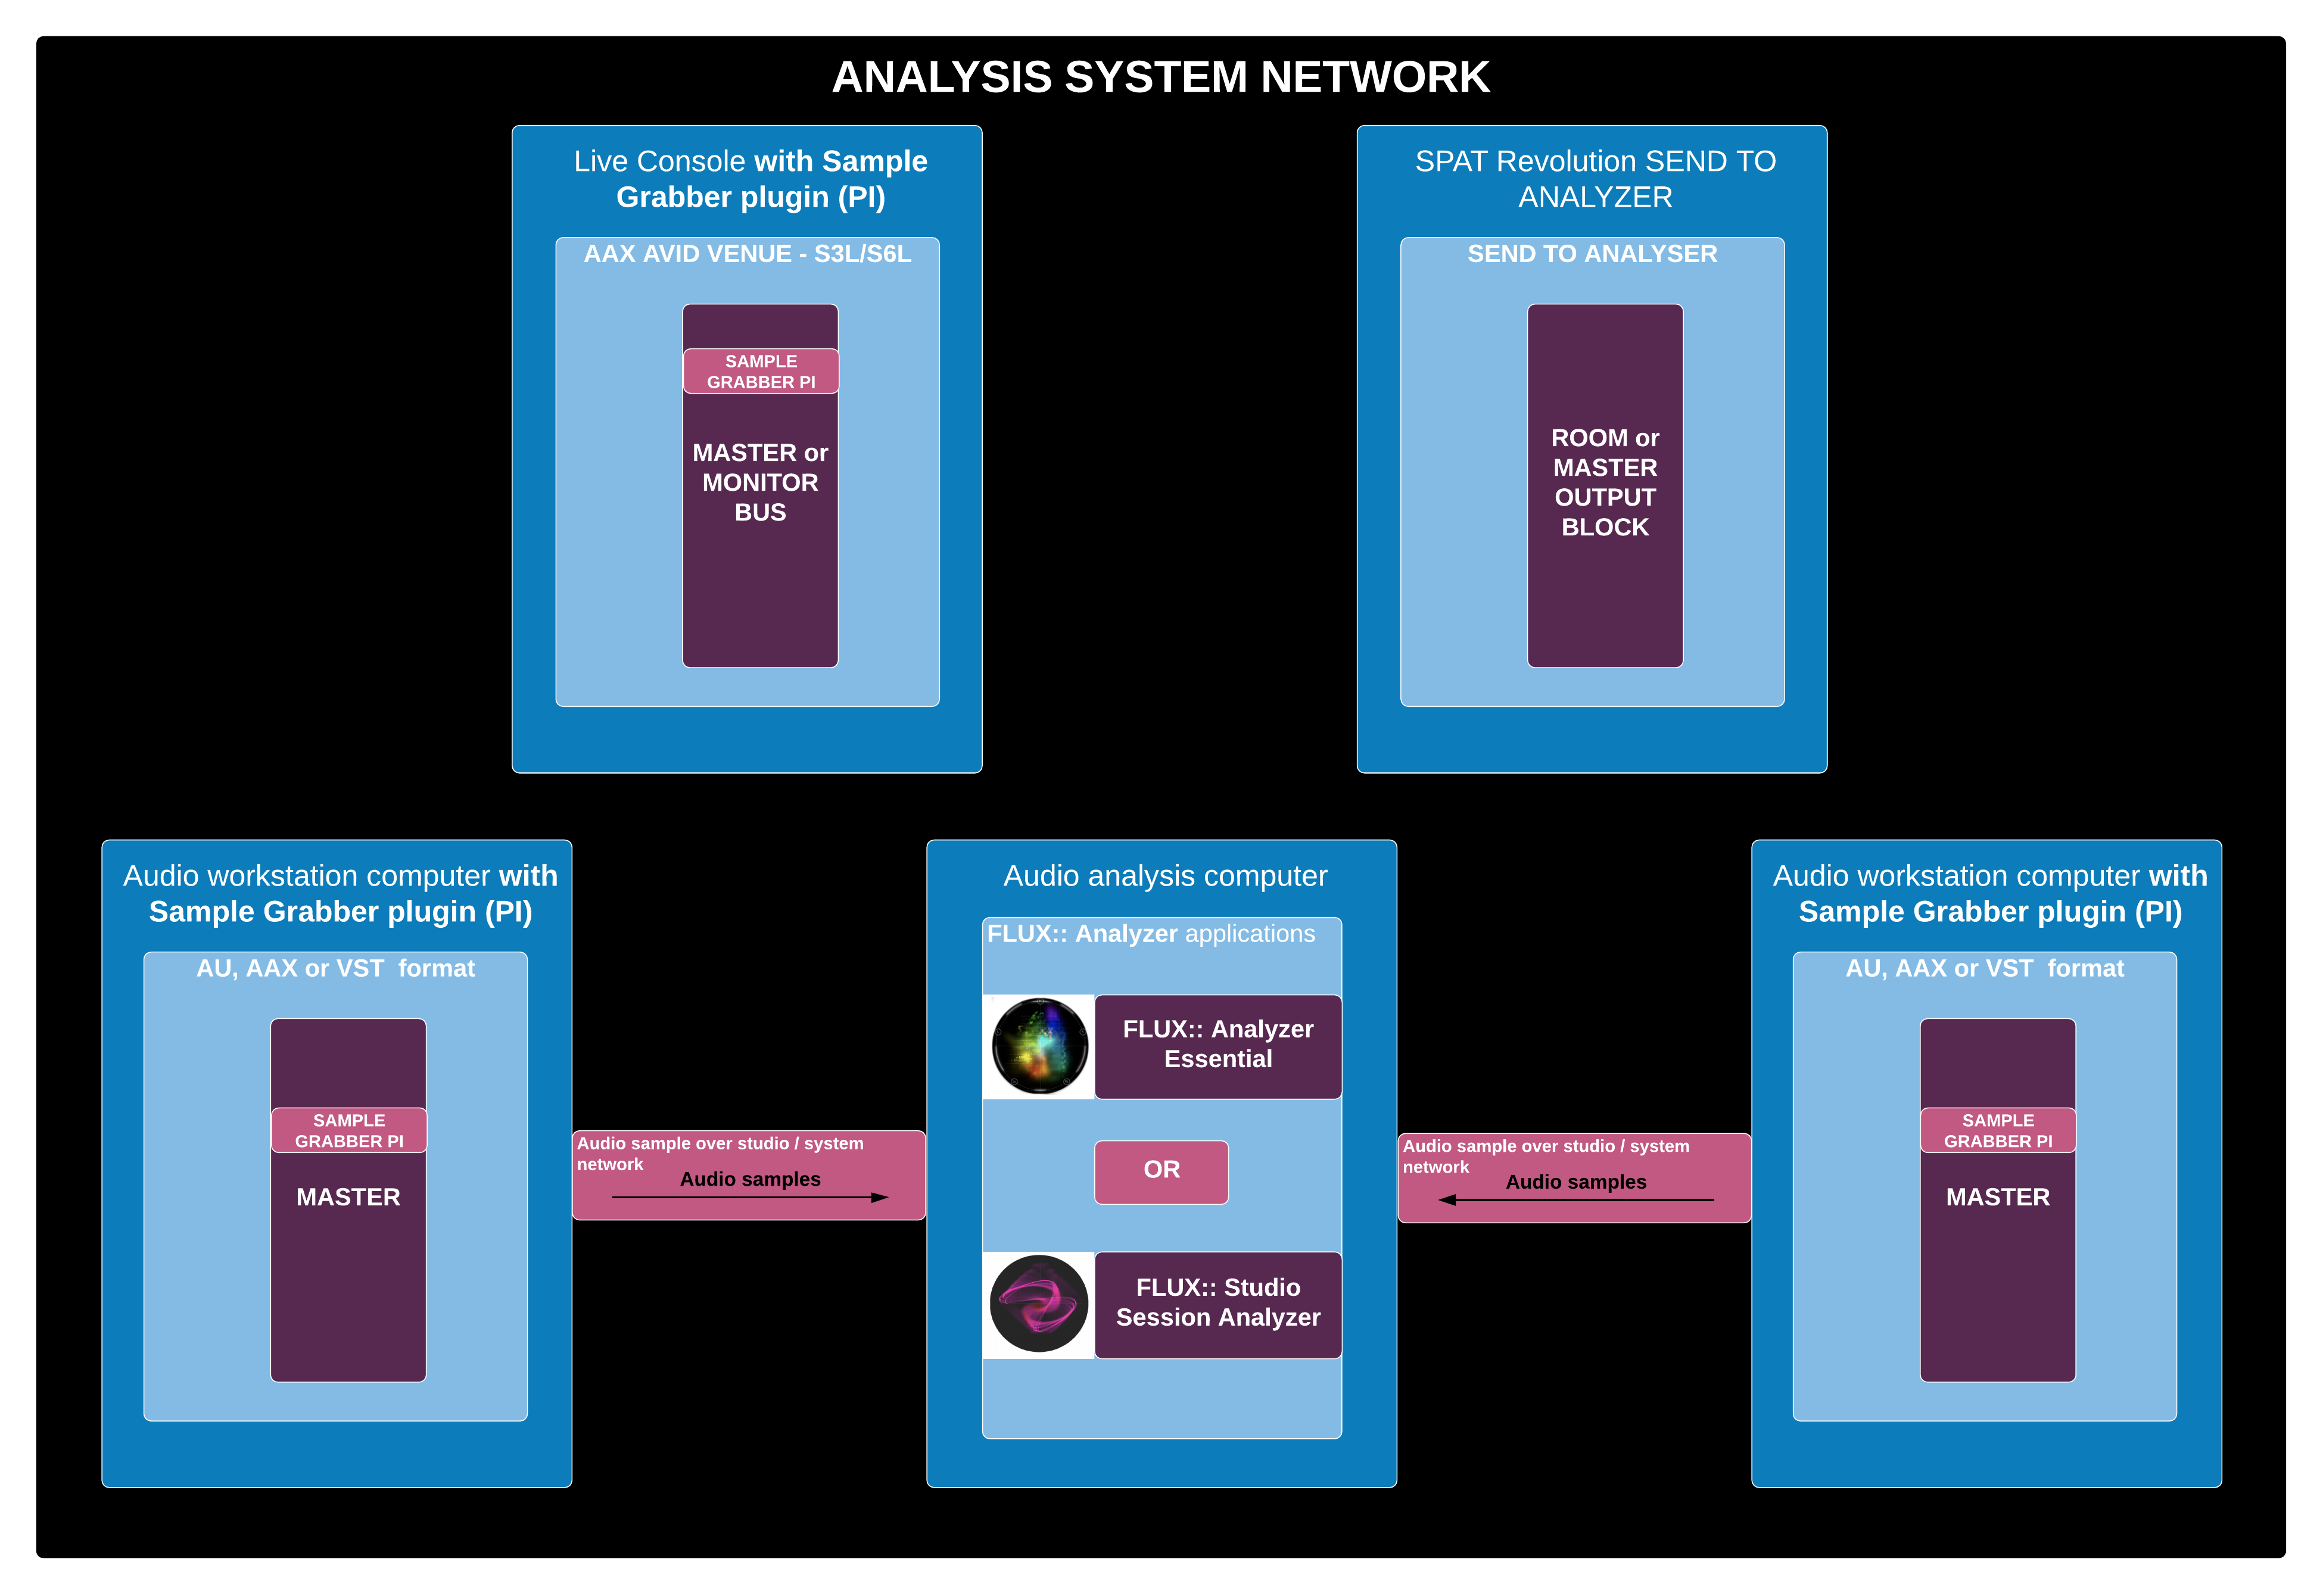 ANALYSIS SYSTEM NETWORK
Live Console with Sample
Grabber plugin (PI)
AAX AVID VENUE - S3L/S6L
SAMPLE
GRABBER PI
MASTER or
MONITOR
BUS
SPAT Revolution SEND TO
ANALYZER
SEND TO ANALYSER
ROOM or
MASTER
OUTPUT
BLOCK
Audio workstation computer with
Sample Grabber plugin (PI)
AU, AAX or VST  format
SAMPLE
GRABBER PI
MASTER
Audio sample over studio / system
network
Audio samples
Audio analysis computer
FLUX:: Analyzer applications
FLUX:: Analyzer
Essential
OR
FLUX:: Studio
Session Analyzer
Audio sample over studio / system
network
Audio samples
Audio workstation computer with
Sample Grabber plugin (PI)
AU, AAX or VST  format
SAMPLE
GRABBER PI
MASTER